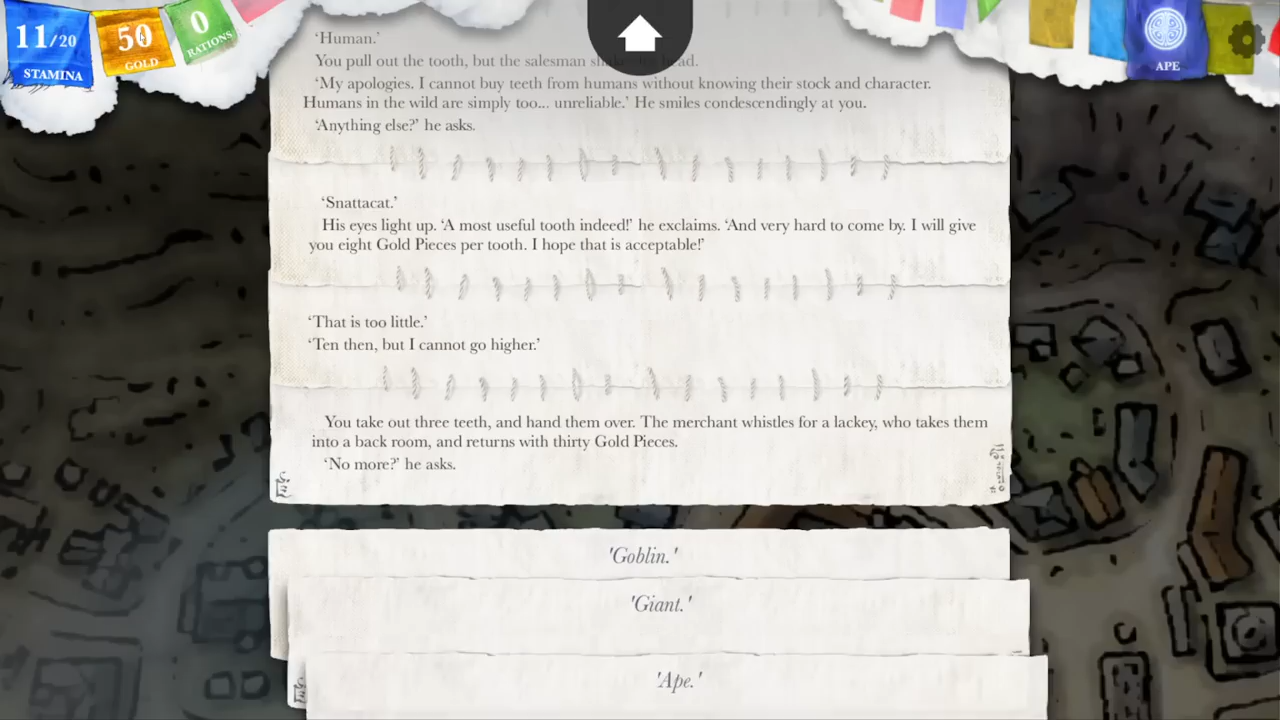 11/20
STAMINA
50
GOLD
0
RATIONS
APE
‘Human.’
You pull out the tooth, but the salesman head.
‘My apologies. I cannot buy teeth from humans without knowing their stock and character.
Humans in the wild are simply too... unreliable.’ He smiles condescendingly at you.
‘Anything else?’ he asks.
‘Snattacat.’
His eyes light up. ‘A most useful tooth indeed!’ he exclaims. ‘And very hard to come by. I will give
you eight Gold Pieces per tooth. I hope that is acceptable!’
‘That is too little.’
‘Ten then, but I cannot go higher.’
You take out three teeth, and hand them over. The merchant whistles for a lackey, who takes them
into a back room, and returns with thirty Gold Pieces.
‘No more?’ he asks.
'Goblin.'
'Giant.'
'Ape.'